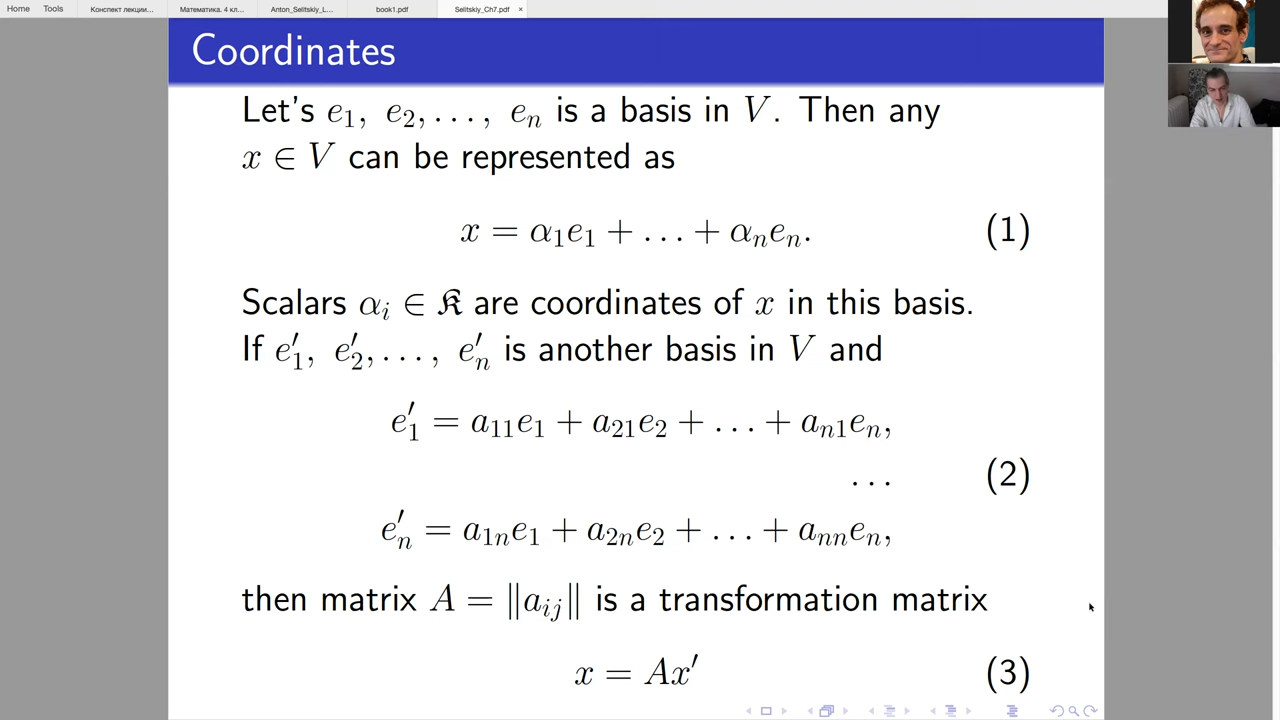 Home Tools Конспект лекции... Математика. 4 кл... Anton_Selitskiy_L... book1.pdf Selitskiy_Ch7.pdf ×
Coordinates
Let's e₁, e₂, . . . , eₙ is a basis in V. Then any
x ∈ V can be represented as
x = α₁e₁ + . . . + αₙeₙ. (1)
Scalars αᵢ ∈ 𝔎 are coordinates of x in this basis.
If e′₁, e′₂, . . . , e′ₙ is another basis in V and
e′₁ = a₁₁e₁ + a₂₁e₂ + . . . + aₙ₁eₙ,
. . . (2)
e′ₙ = a₁ₙe₁ + a₂ₙe₂ + . . . + aₙₙeₙ,
then matrix A = ‖aᵢⱼ‖ is a transformation matrix
x = Ax′ (3)